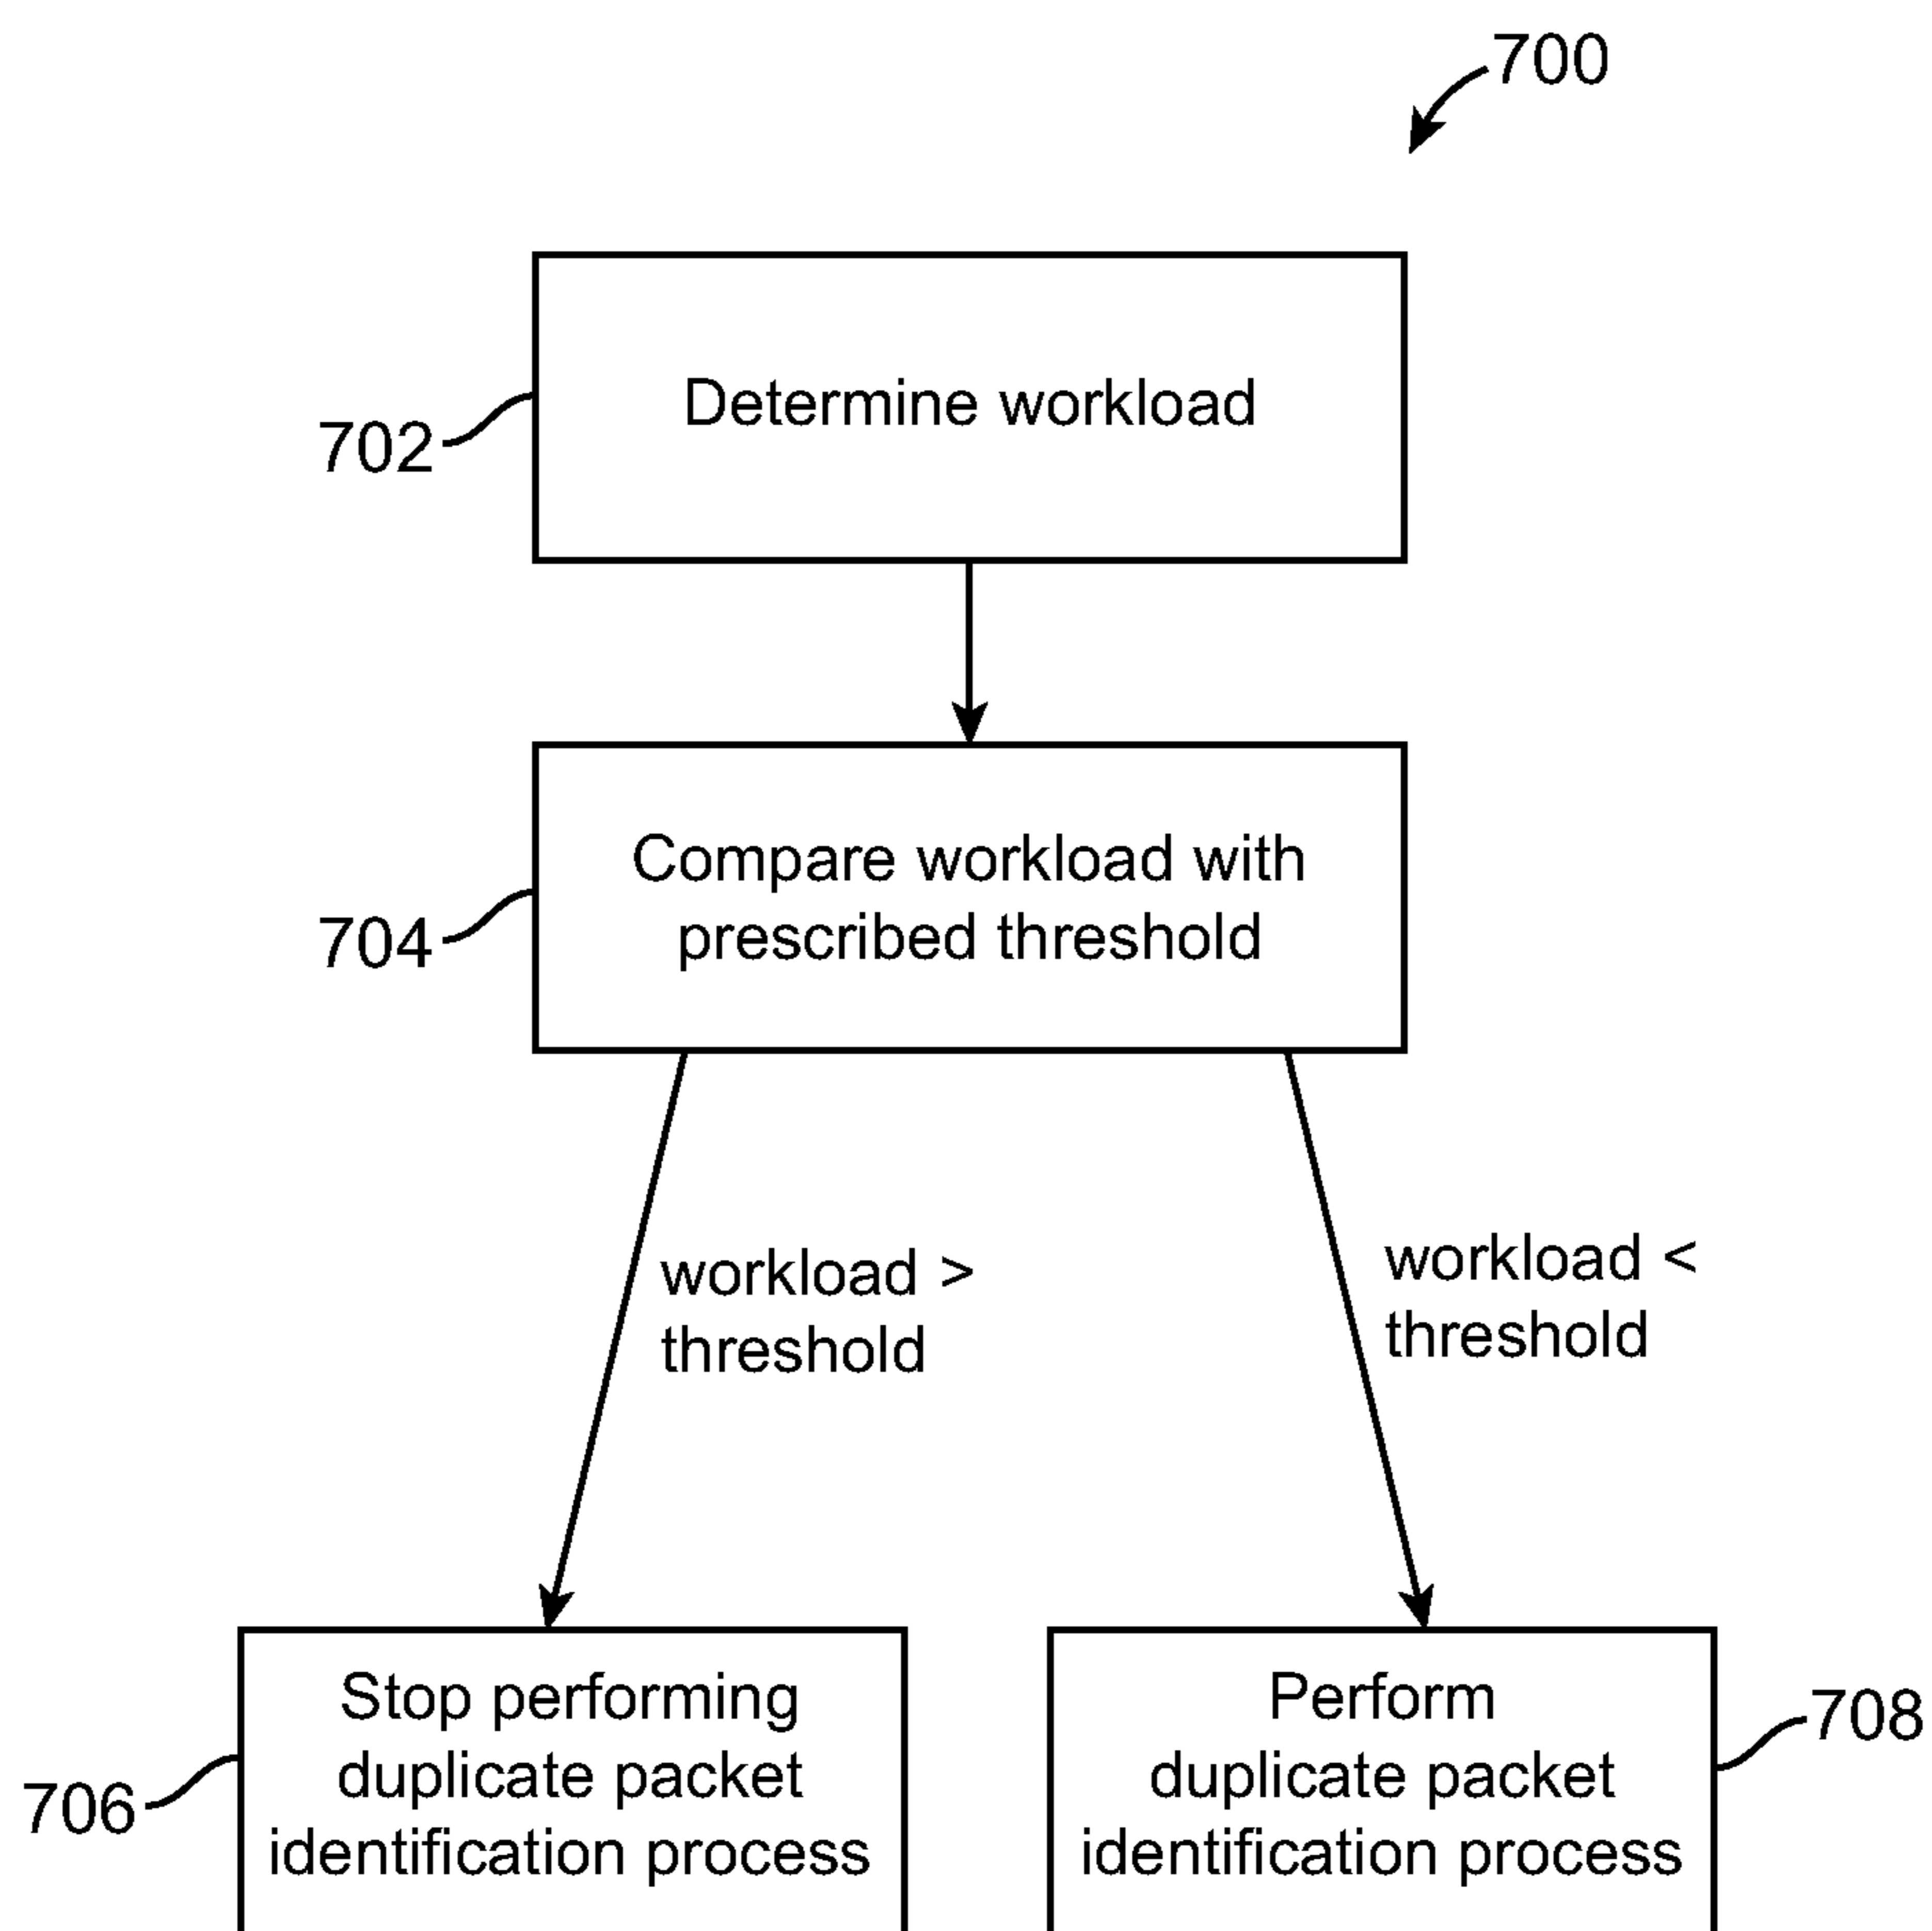 700
Determine workload
702
Compare workload with
prescribed threshold
704
workload >
threshold
workload <
threshold
Stop performing
duplicate packet
identification process
706
Perform
duplicate packet
identification process
708